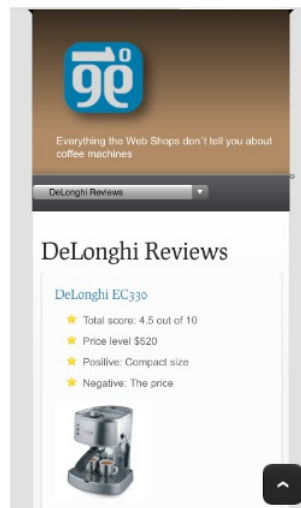 Everything the Web Shops don´t tell you about
coffee machines
DeLonghi Reviews
DeLonghi Reviews
DeLonghi EC330
Total score: 4.5 out of 10
Price level $520
Positive: Compact size
Negative: The price